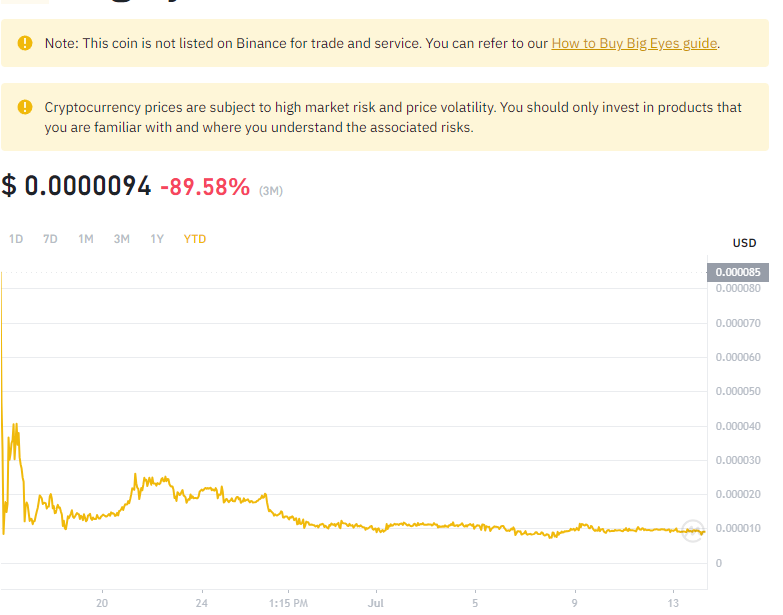 Note: This coin is not listed on Binance for trade and service. You can refer to our How to Buy Big Eyes guide.
Cryptocurrency prices are subject to high market risk and price volatility. You should only invest in products that
you are familiar with and where you understand the associated risks.
$ 0.0000094 -89.58% (3M)
1D 7D 1M 3M 1Y YTD
USD
0.000085
0.000080
0.000070
0.000060
0.000050
0.000040
0.000030
0.000020
0.000010
0
20 24 1:15 PM Jul 5 9 13